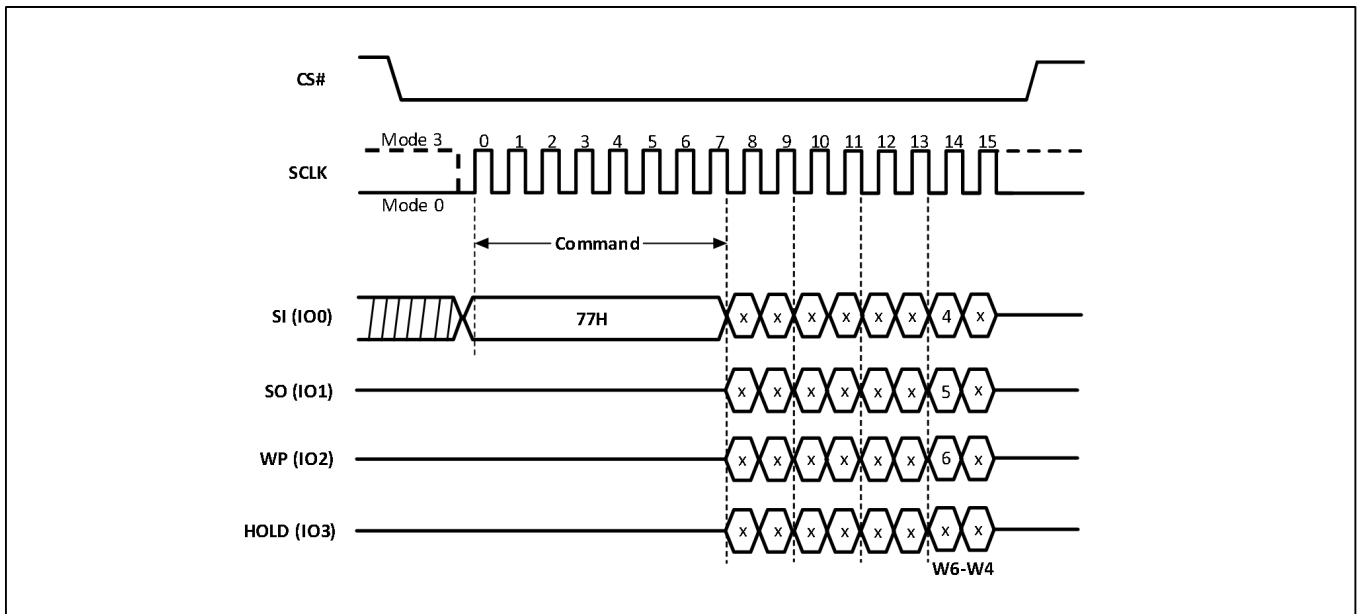 CS#
Mode 3
0 1 2 3 4 5 6 7 8 9 10 11 12 13 14 15
SCLK
Mode 0
Command
SI (IO0)
77H
x x x x x x 4 x
SO (IO1)
x x x x x x 5 x
WP (IO2)
x x x x x x 6 x
HOLD (IO3)
x x x x x x x x
W6-W4